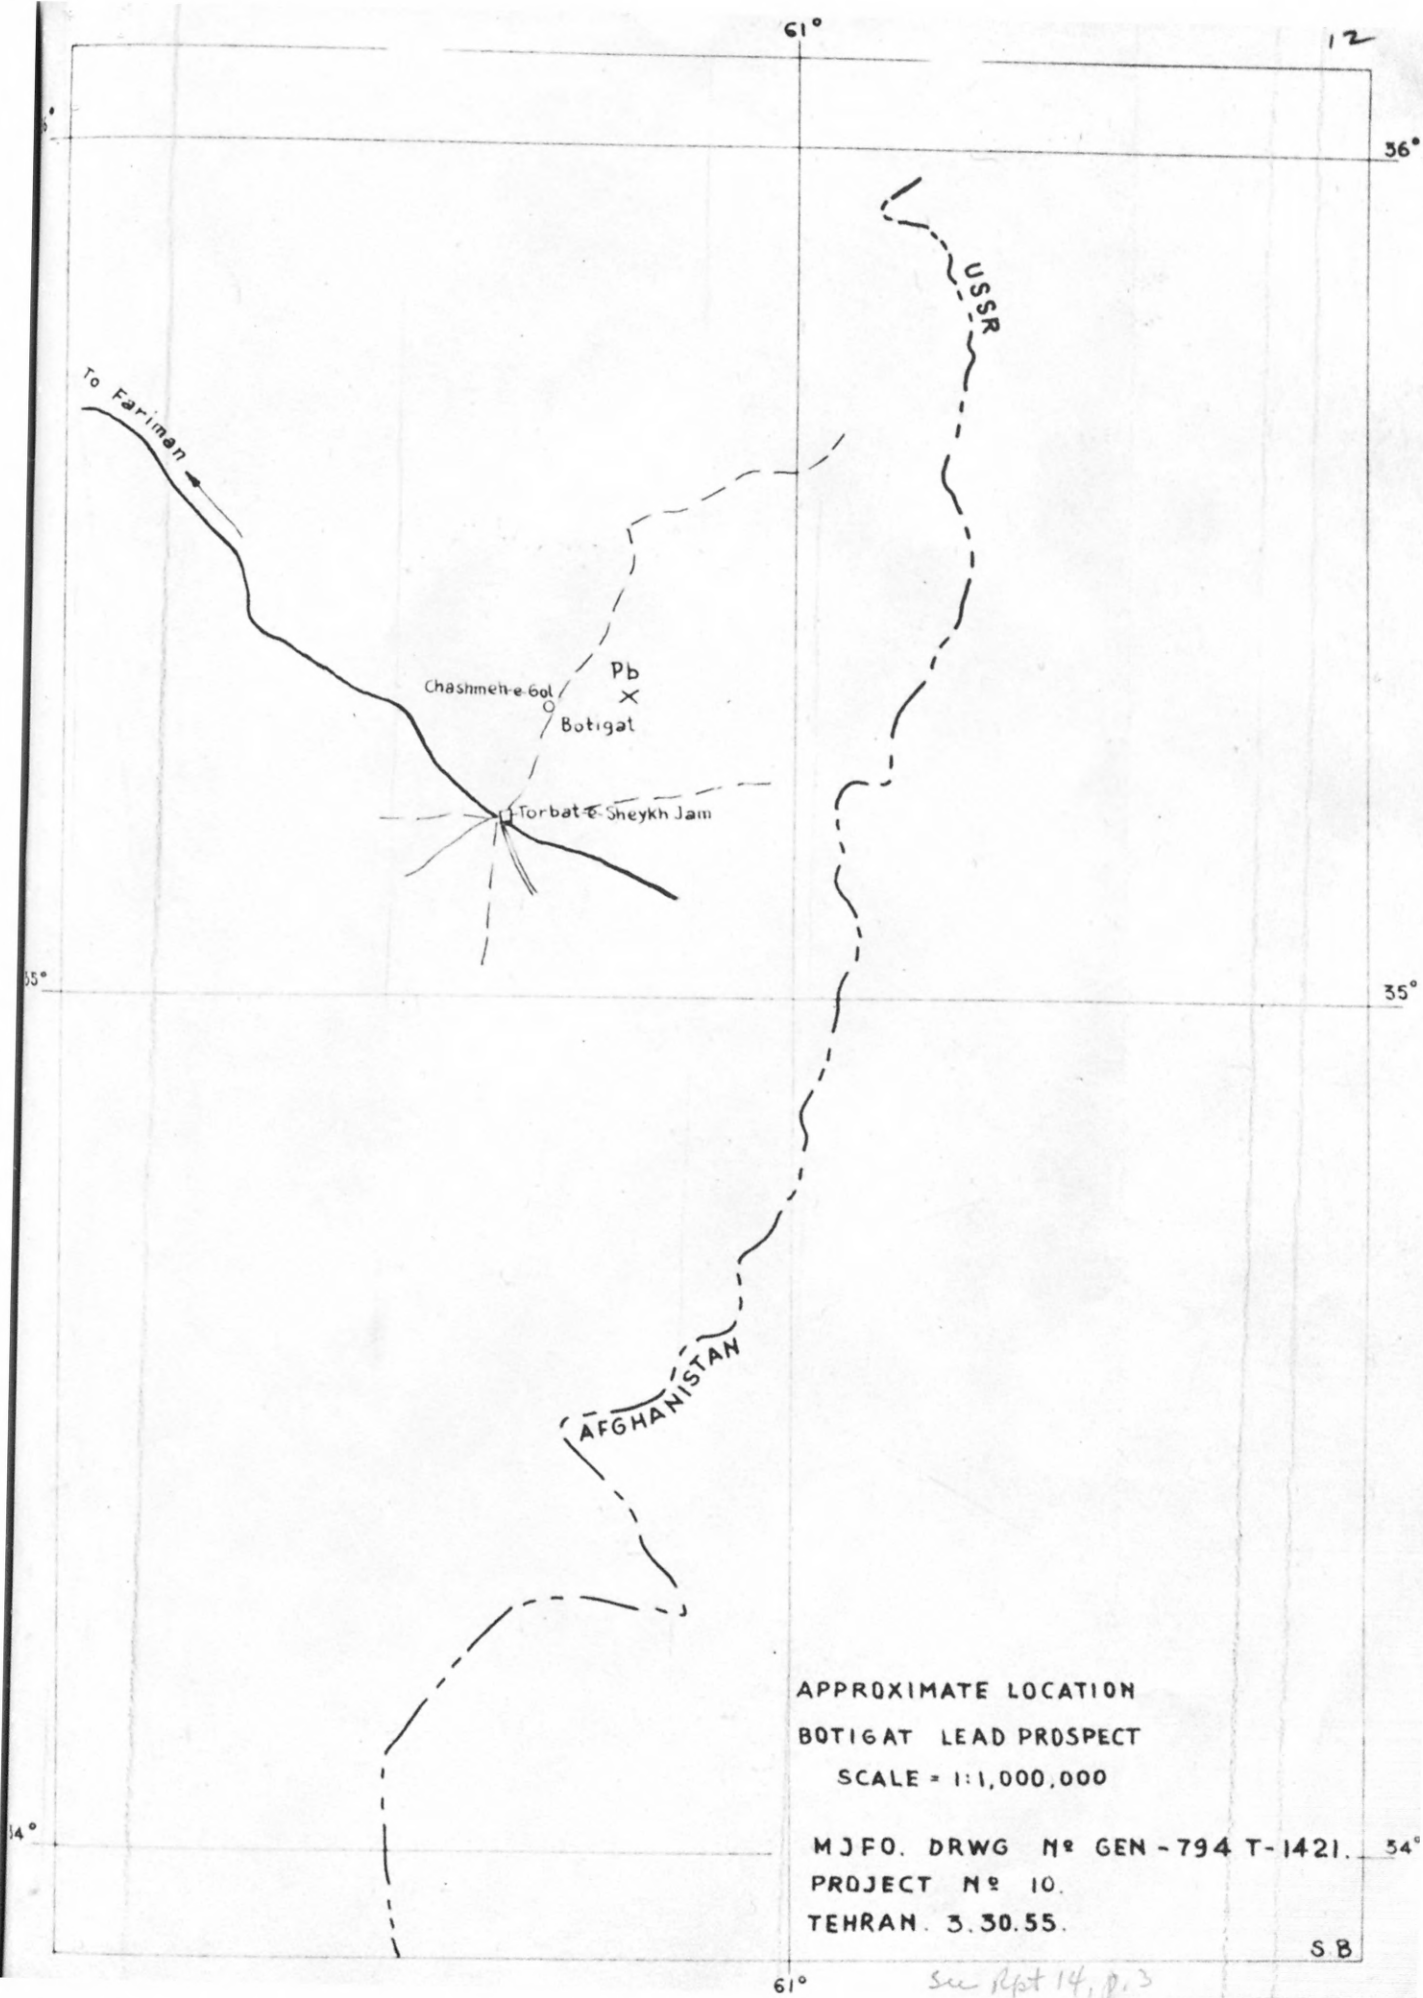 61°
12
36°
USSR
To Fariman
Pb
Chashmeh-e-Gol
Botigat
Torbat-e-Sheykh Jam
35°
35°
AFGHANISTAN
APPROXIMATE LOCATION
BOTIGAT LEAD PROSPECT
SCALE = 1:1,000,000
34°
MJFO. DRWG Nº GEN-794 T-1421.
34°
PROJECT Nº 10.
TEHRAN. 3.30.55.
S.B
61°
See Rpt 14, p.3